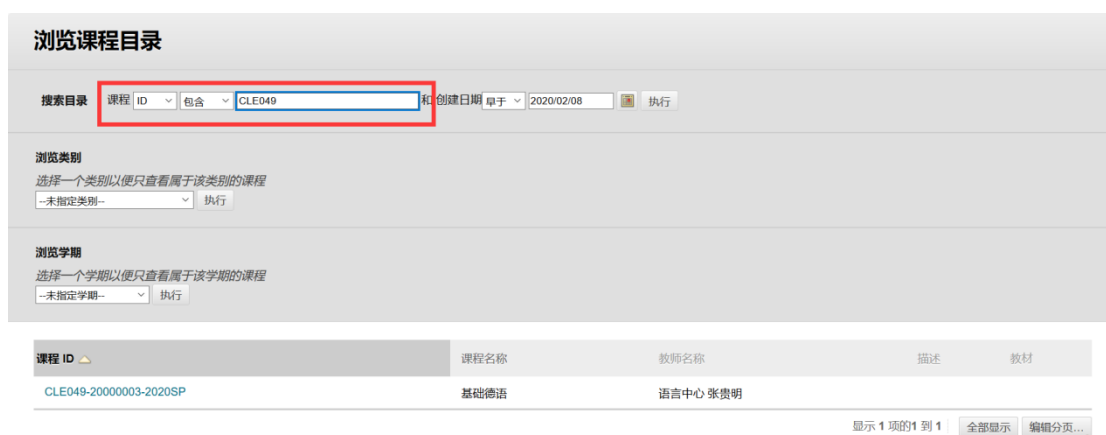 浏览课程目录
搜索目录 课程 ID 包含 CLE049 和 创建日期 早于 2020/02/08 执行
浏览类别
选择一个类别以便只查看属于该类别的课程
--未指定类别-- 执行
浏览学期
选择一个学期以便只查看属于该学期的课程
--未指定学期-- 执行
课程 ID 课程名称 教师名称 描述 教材
CLE049-20000003-2020SP 基础德语 语言中心 张贵明
显示 1 项的1 到 1 全部显示 编辑分页...